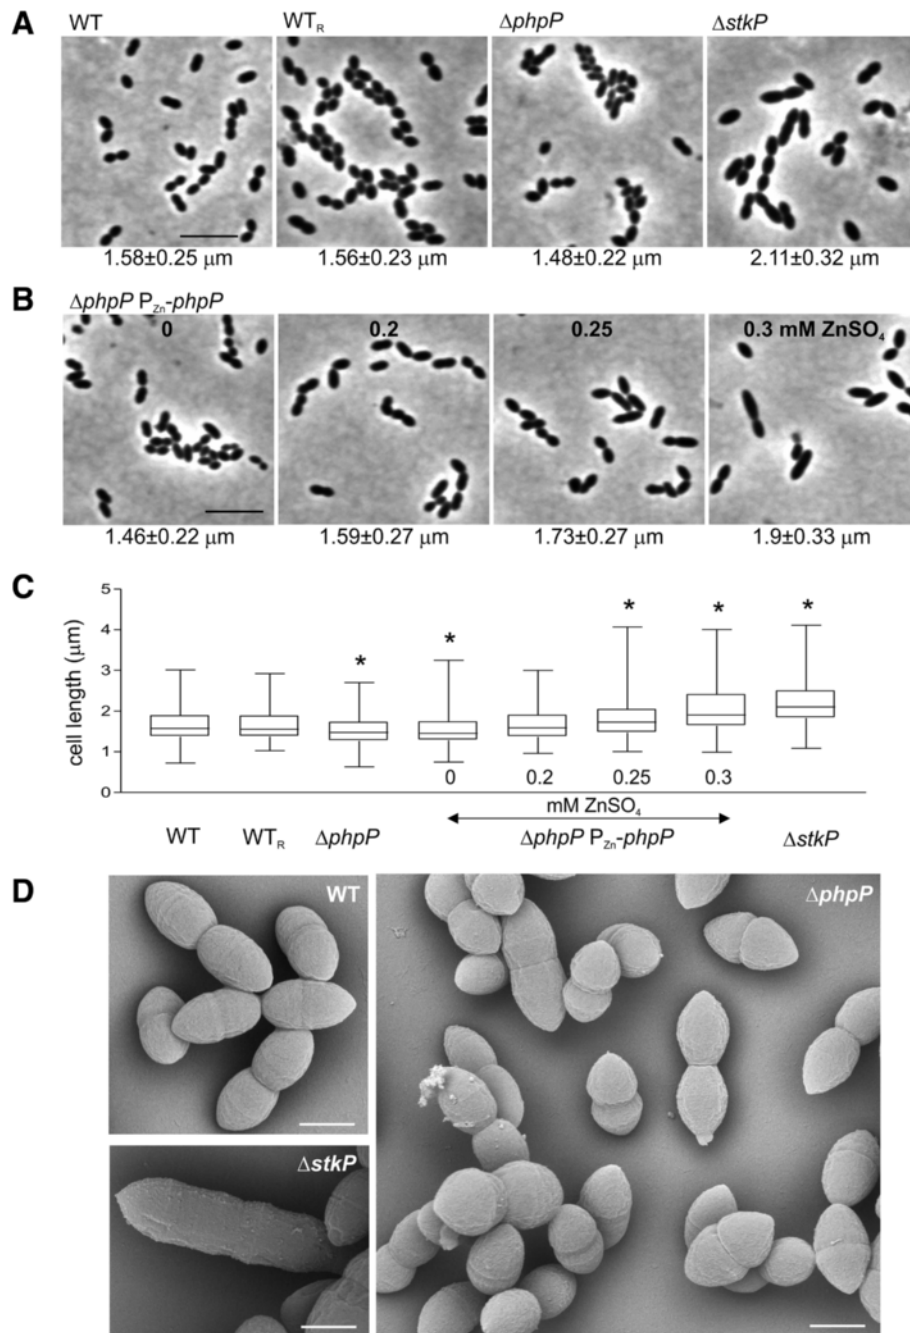 A WT WT_R ΔphpP ΔstkP
1.58±0.25 μm 1.56±0.23 μm 1.48±0.22 μm 2.11±0.32 μm
B ΔphpP P_Zn-phpP
0 0.2 0.25 0.3 mM ZnSO₄
1.46±0.22 μm 1.59±0.27 μm 1.73±0.27 μm 1.9±0.33 μm
C
cell length (μm)
5
4
3
2
1
0
* * * * *
0 0.2 0.25 0.3
mM ZnSO₄
WT WT_R ΔphpP ΔphpP P_Zn-phpP ΔstkP
D WT ΔphpP
ΔstkP